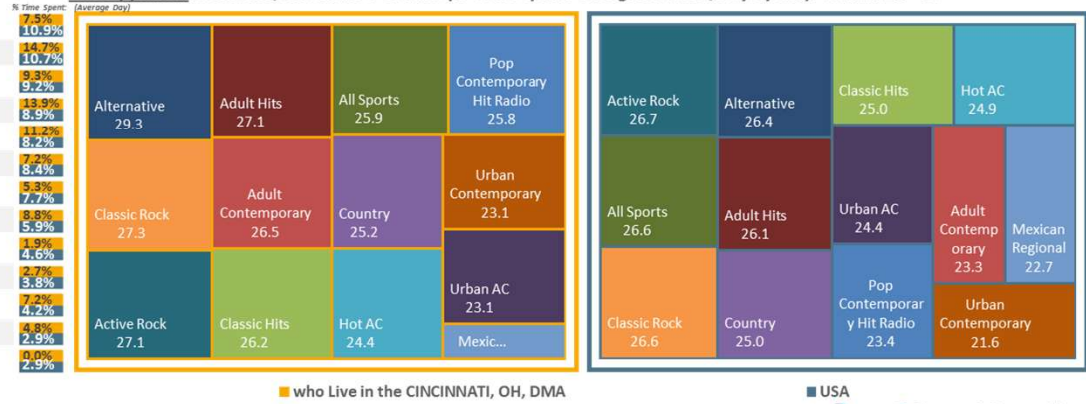 % Time Spent: (Average Day)
7.5%
10.9%
14.7%
10.7%
9.3%
9.2%
13.9%
8.9%
11.2%
8.2%
7.2%
8.4%
5.3%
7.7%
8.8%
5.9%
1.9%
4.6%
2.7%
3.8%
7.2%
4.2%
4.8%
2.9%
0.0%
2.9%
Alternative
29.3
Adult Hits
27.1
All Sports
25.9
Pop
Contemporary
Hit Radio
25.8
Classic Rock
27.3
Adult
Contemporary
26.5
Country
25.2
Urban
Contemporary
23.1
Active Rock
27.1
Classic Hits
26.2
Hot AC
24.4
Urban AC
23.1
Mexic...
Active Rock
26.7
Alternative
26.4
Classic Hits
25.0
Hot AC
24.9
All Sports
26.6
Adult Hits
26.1
Urban AC
24.4
Adult
Contemp
orary
23.3
Mexican
Regional
22.7
Classic Rock
26.6
Country
25.0
Pop
Contemporar
y Hit Radio
23.4
Urban
Contemporary
21.6
who Live in the CINCINNATI, OH, DMA
USA